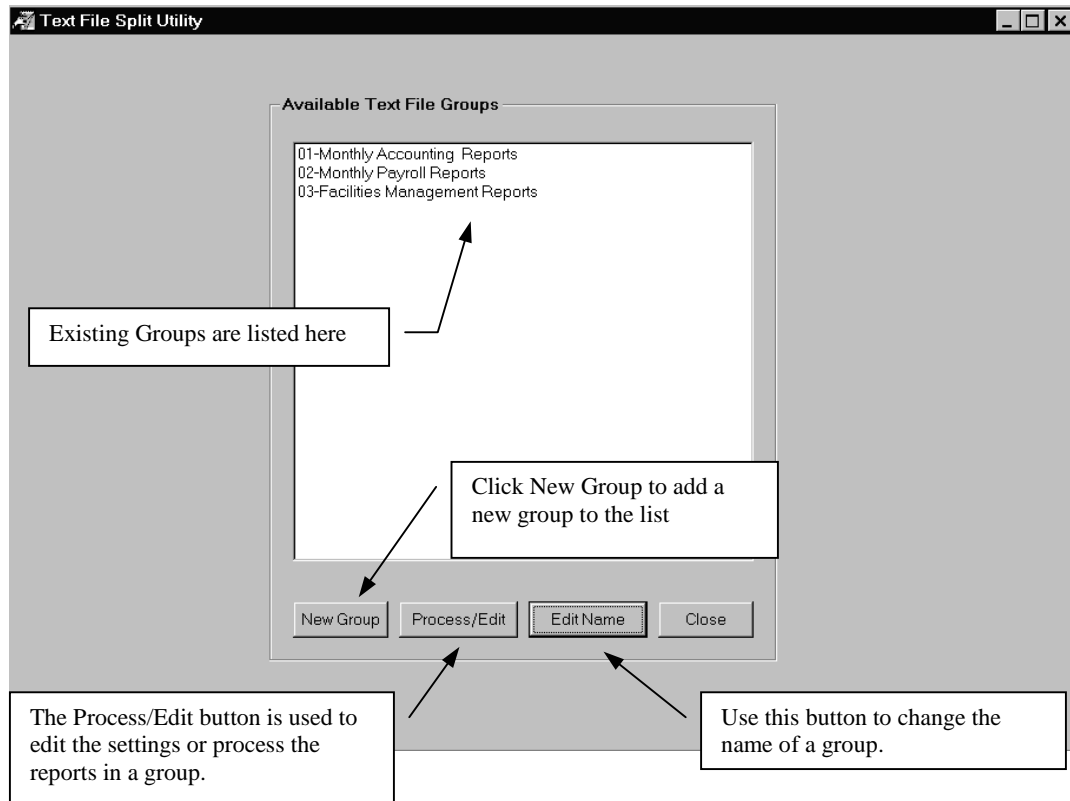 Text File Split Utility
Available Text File Groups
01-Monthly Accounting Reports
02-Monthly Payroll Reports
03-Facilities Management Reports
Existing Groups are listed here
Click New Group to add a
new group to the list
New Group
Process/Edit
Edit Name
Close
The Process/Edit button is used to
edit the settings or process the
reports in a group.
Use this button to change the
name of a group.